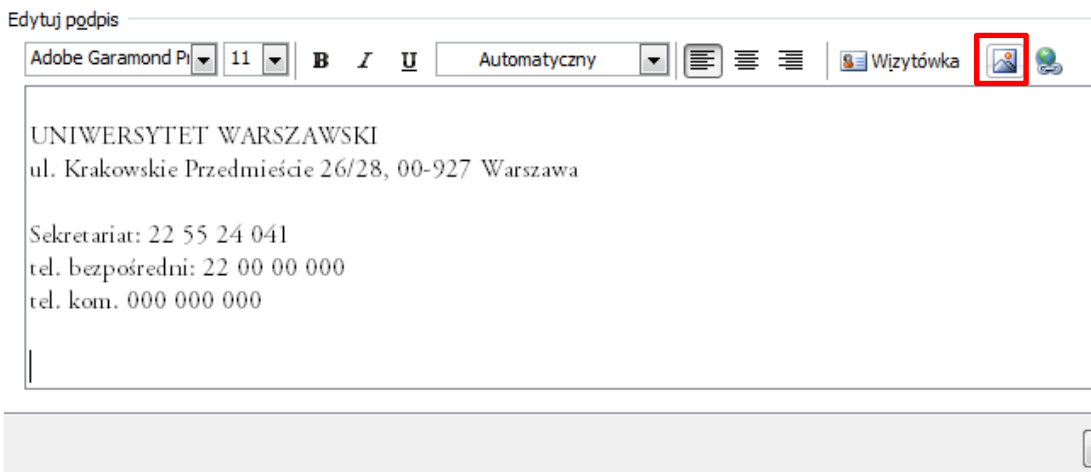 Edytuj podpis
Adobe Garamond Pr 11 B I U Automatyczny Wizytówka
UNIWERSYTET WARSZAWSKI
ul. Krakowskie Przedmieście 26/28, 00-927 Warszawa
Sekretariat: 22 55 24 041
tel. bezpośredni: 22 00 00 000
tel. kom. 000 000 000